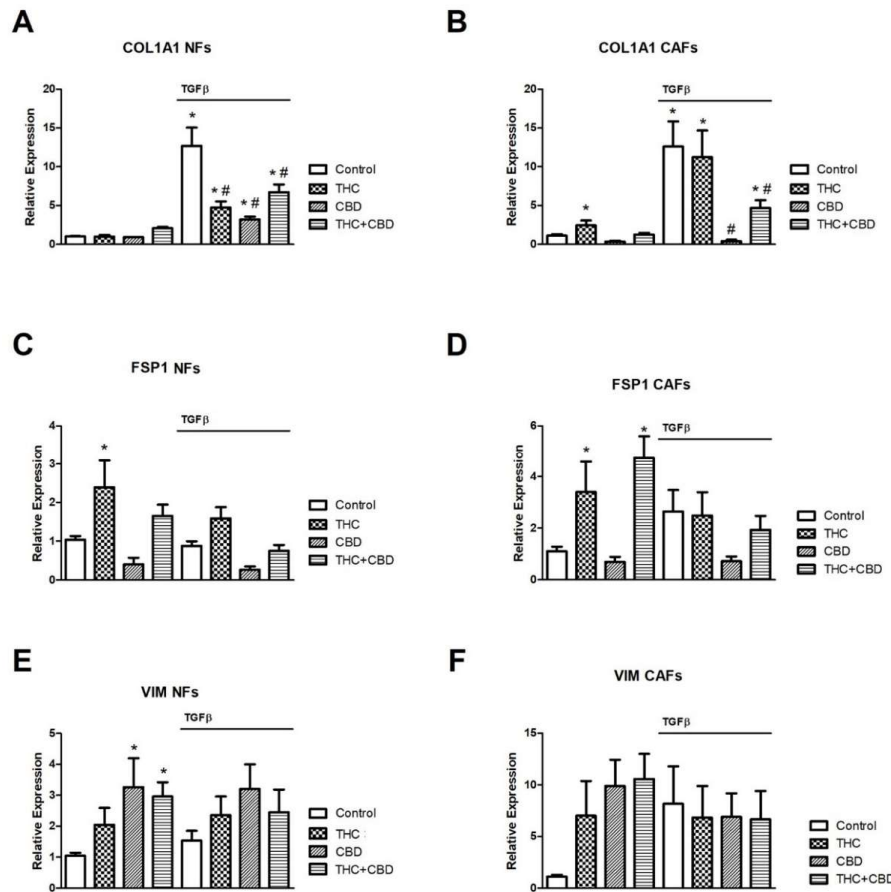 A
COL1A1 NFs
TGFβ
Relative Expression
20
15
10
5
0
*
* #
* #
* #
Control
THC
CBD
THC+CBD
B
COL1A1 CAFs
TGFβ
Relative Expression
20
15
10
5
0
*
*
*
#
* #
Control
THC
CBD
THC+CBD
C
FSP1 NFs
TGFβ
Relative Expression
4
3
2
1
0
*
Control
THC
CBD
THC+CBD
D
FSP1 CAFs
TGFβ
Relative Expression
6
4
2
0
*
*
Control
THC
CBD
THC+CBD
E
VIM NFs
TGFβ
Relative Expression
5
4
3
2
1
0
*
*
Control
THC
CBD
THC+CBD
F
VIM CAFs
TGFβ
Relative Expression
15
10
5
0
Control
THC
CBD
THC+CBD